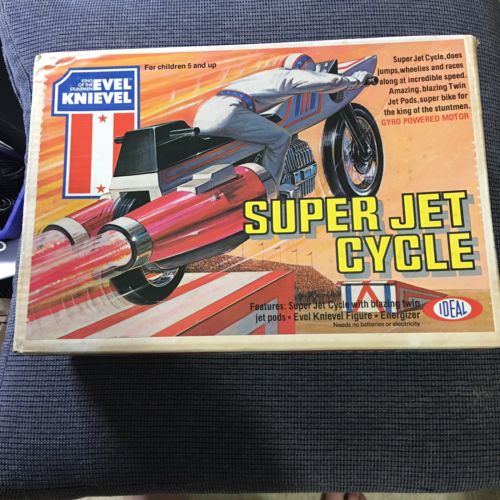 For children 5 and up
KING
OF THE
STUNTMEN
EVEL
KNIEVEL
1
Super Jet Cycle, does
jumps, wheelies and races
along at incredible speed.
Amazing, blazing Twin
Jet Pods, super bike for
the king of the stuntmen.
GYRO POWERED MOTOR
SUPER JET
CYCLE
Features: Super Jet Cycle with blazing twin
jet pods • Evel Knievel Figure • Energizer
Needs no batteries or electricity
IDEAL